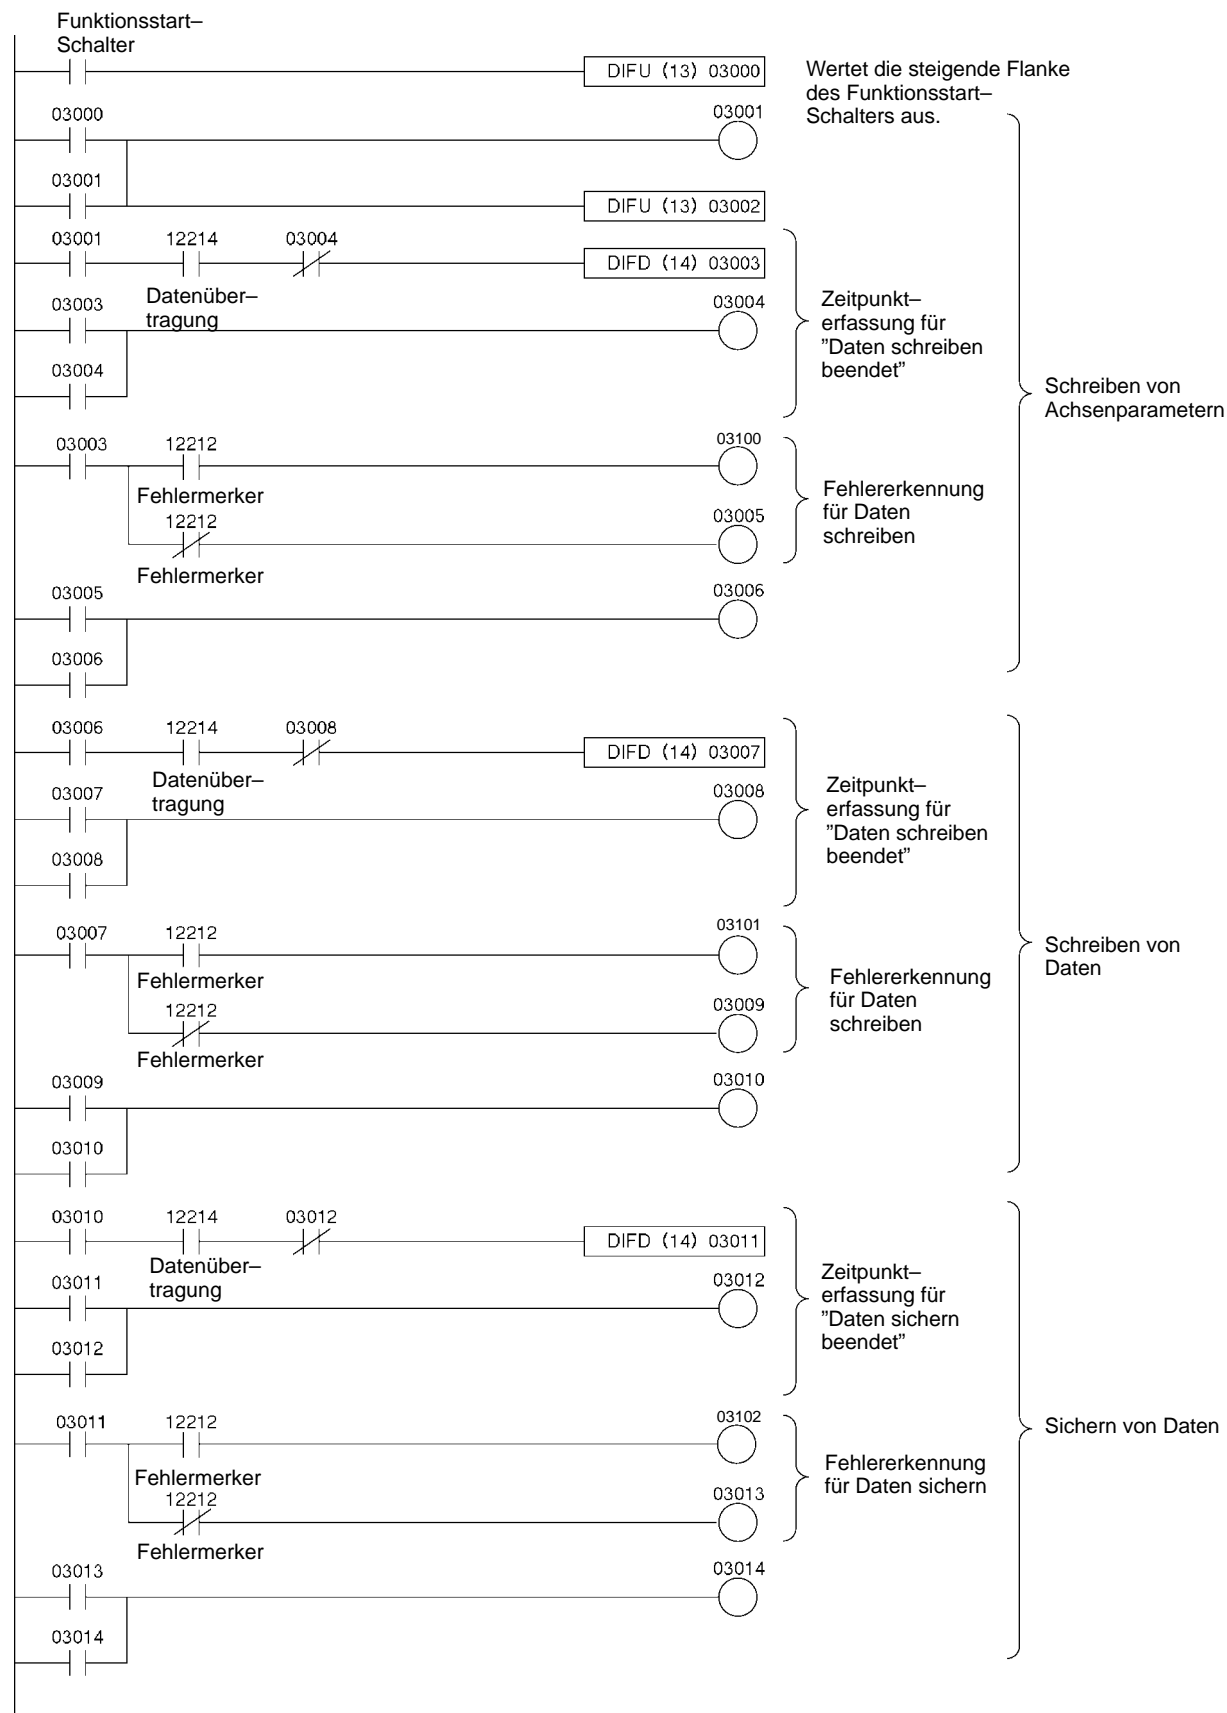 Funktionsstart–
Schalter
DIFU (13) 03000
Wertet die steigende Flanke
des Funktionsstart–
Schalters aus.
03000
03001
03001
DIFU (13) 03002
03001 12214 03004
DIFD (14) 03003
Datenüber–
tragung
03003
03004
03004
Zeitpunkt–
erfassung für
”Daten schreiben
beendet”
Schreiben von
Achsenparametern
03003 12212
03100
Fehlermerker
12212
03005
Fehlermerker
Fehlererkennung
für Daten
schreiben
03005
03006
03006
03006 12214 03008
DIFD (14) 03007
Datenüber–
tragung
03007
03008
03008
Zeitpunkt–
erfassung für
”Daten schreiben
beendet”
03007 12212
03101
Fehlermerker
12212
03009
Fehlermerker
Fehlererkennung
für Daten
schreiben
Schreiben von
Daten
03009
03010
03010
03010 12214 03012
DIFD (14) 03011
Datenüber–
tragung
03011
03012
03012
Zeitpunkt–
erfassung für
”Daten sichern
beendet”
03011 12212
03102
Fehlermerker
12212
03013
Fehlermerker
Fehlererkennung
für Daten sichern
Sichern von Daten
03013
03014
03014